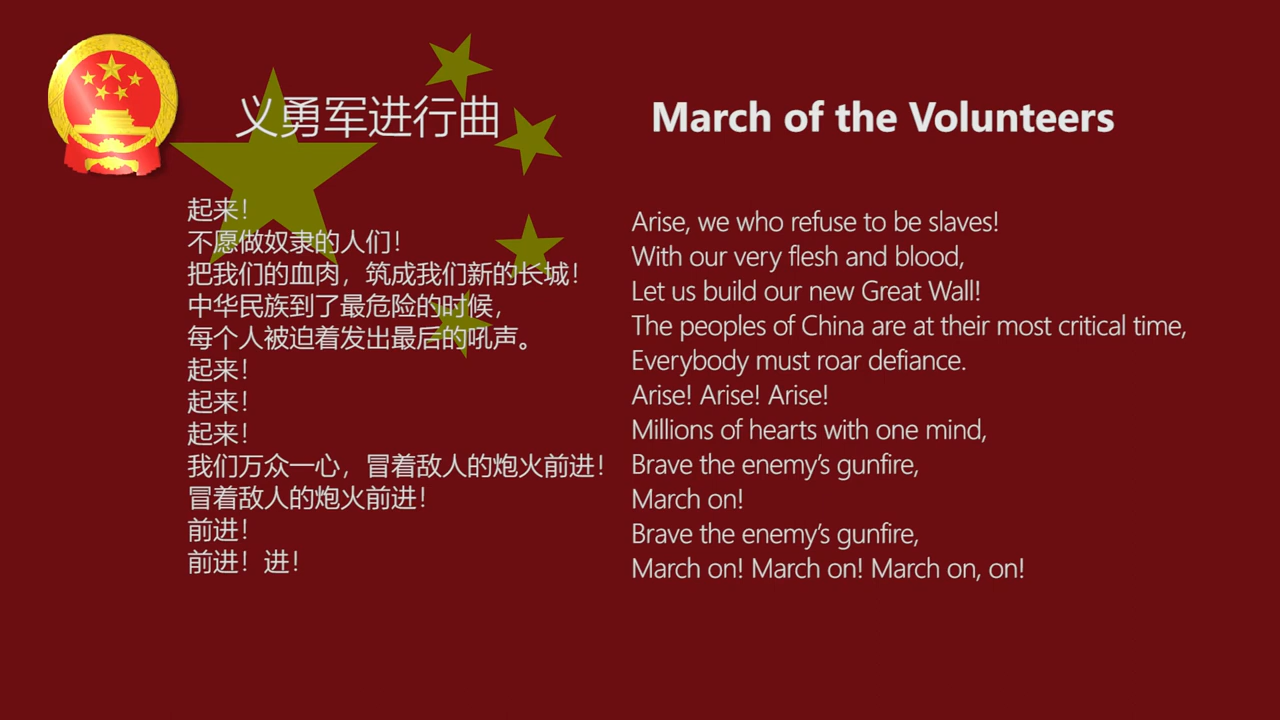 义勇军进行曲
起来！
不愿做奴隶的人们！
把我们的血肉，筑成我们新的长城！
中华民族到了最危险的时候，
每个人被迫着发出最后的吼声。
起来！
起来！
起来！
我们万众一心，冒着敌人的炮火前进！
冒着敌人的炮火前进！
前进！
前进！进！
March of the Volunteers
Arise, we who refuse to be slaves!
With our very flesh and blood,
Let us build our new Great Wall!
The peoples of China are at their most critical time,
Everybody must roar defiance.
Arise! Arise! Arise!
Millions of hearts with one mind,
Brave the enemy’s gunfire,
March on!
Brave the enemy’s gunfire,
March on! March on! March on, on!